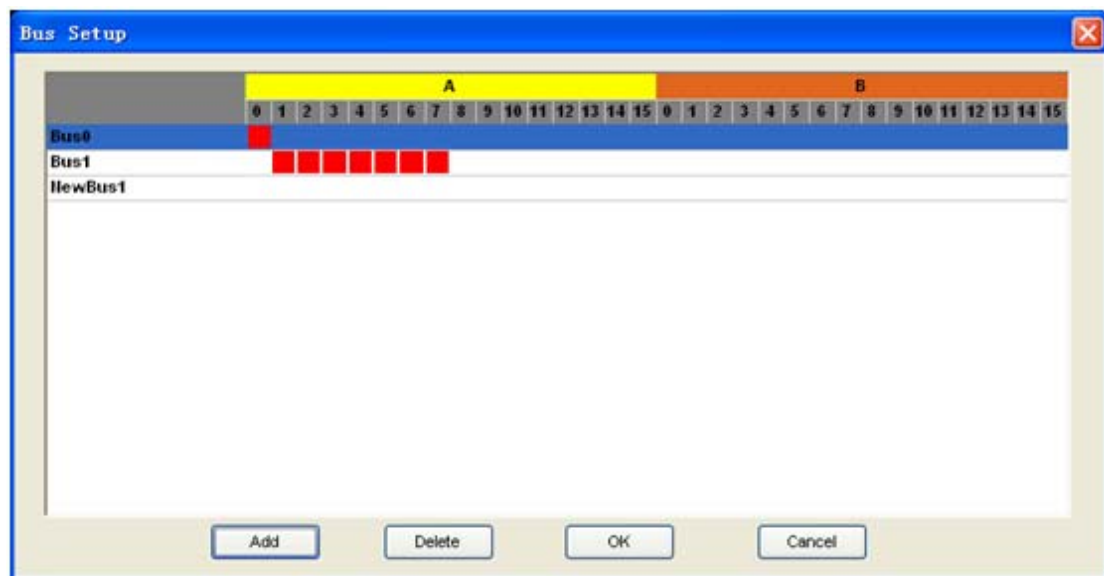 Bus Setup
A B
0 1 2 3 4 5 6 7 8 9 10 11 12 13 14 15 0 1 2 3 4 5 6 7 8 9 10 11 12 13 14 15
Bus0
Bus1
NewBus1
Add Delete OK Cancel